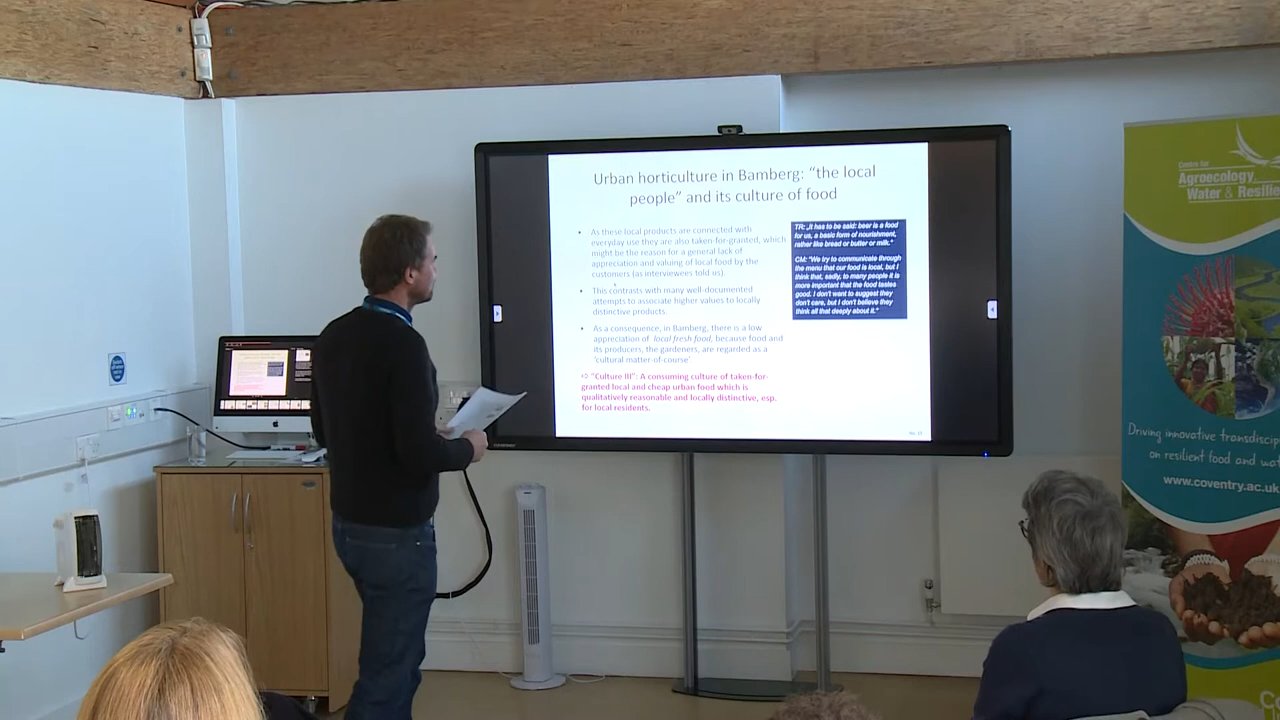 Urban horticulture in Bamberg: "the local
people" and its culture of food
• As these local products are connected with
everyday use they are also taken-for-granted, which
might be the reason for a general lack of
appreciation and valuing of local food by the
customers (as interviewees told us).
• This contrasts with many well-documented
attempts to associate higher values to locally
distinctive products.
• As a consequence, in Bamberg, there is a low
appreciation of local fresh food, because food and
its producers, the gardeners, are regarded as a
'cultural matter-of-course'
⇨ "Culture III": A consuming culture of taken-for-
granted local and cheap urban food which is
qualitatively reasonable and locally distinctive, esp.
for local residents.
TR: „It has to be said: beer is a food
for us, a basic form of nourishment,
rather like bread or butter or milk."
CM: "We try to communicate through
the menu that our food is local, but I
think that, sadly, to many people it is
more important that the food tastes
good. I don't want to suggest they
don't care, but I don't believe they
think all that deeply about it."
Centre for
Agroecology,
Water & Resilie
Driving innovative transdiscip
on resilient food and wat
www.coventry.ac.uk